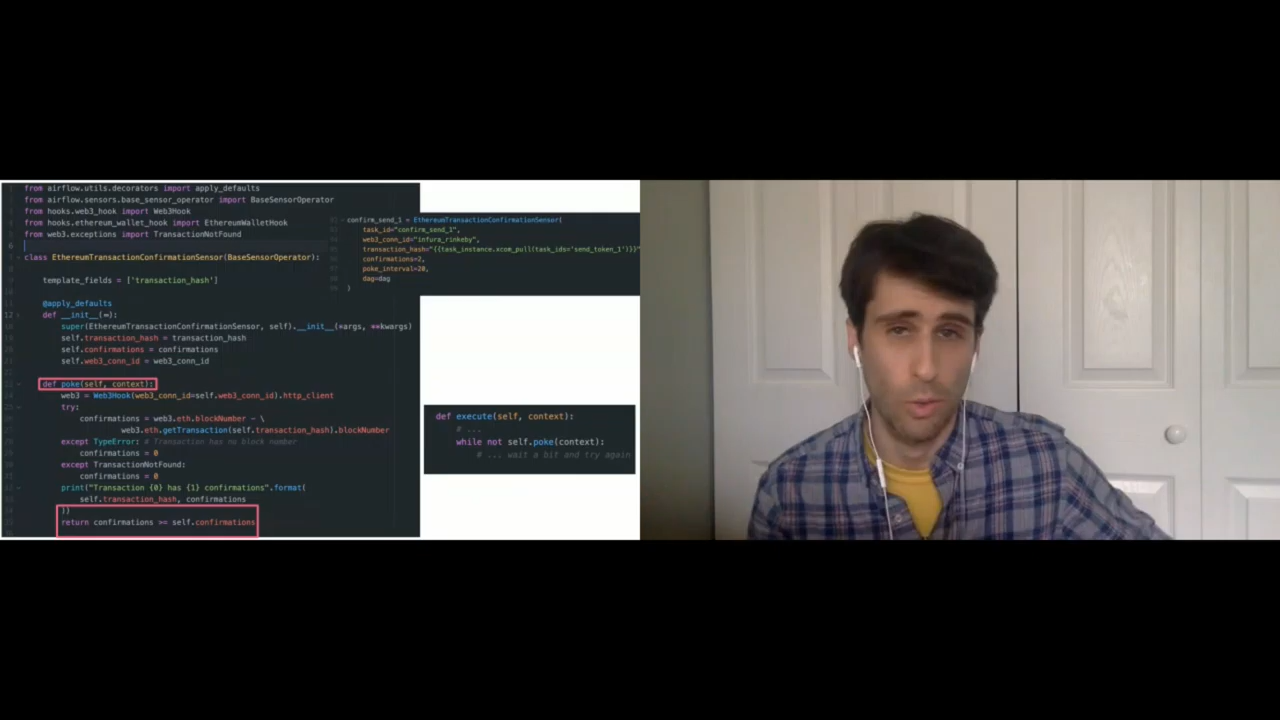 from airflow.utils.decorators import apply_defaults
from airflow.sensors.base_sensor_operator import BaseSensorOperator
from hooks.web3_hook import Web3Hook
from hooks.ethereum_wallet_hook import EthereumWalletHook
from web3.exceptions import TransactionNotFound
class EthereumTransactionConfirmationSensor(BaseSensorOperator):
template_fields = ['transaction_hash']
@apply_defaults
def __init__(↔):
super(EthereumTransactionConfirmationSensor, self).__init__(*args, **kwargs)
self.transaction_hash = transaction_hash
self.confirmations = confirmations
self.web3_conn_id = web3_conn_id
def poke(self, context):
web3 = Web3Hook(web3_conn_id=self.web3_conn_id).http_client
try:
confirmations = web3.eth.blockNumber - \
web3.eth.getTransaction(self.transaction_hash).blockNumber
except TypeError: # Transaction has no block number
confirmations = 0
except TransactionNotFound:
confirmations = 0
print("Transaction {0} has {1} confirmations".format(
self.transaction_hash, confirmations
))
return confirmations >= self.confirmations
confirm_send_1 = EthereumTransactionConfirmationSensor(
task_id="confirm_send_1",
web3_conn_id="infura_rinkeby",
transaction_hash="{{task_instance.xcom_pull(task_ids='send_token_1')}}"
confirmations=2,
poke_interval=20,
dag=dag
)
def execute(self, context):
# ...
while not self.poke(context):
# ... wait a bit and try again